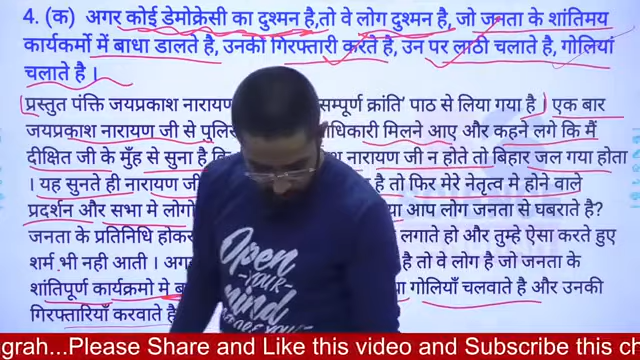 4. (क) अगर कोई डेमोक्रेसी का दुश्मन है,तो वे लोग दुश्मन है, जो जनता के शांतिमय
कार्यकर्मो में बाधा डालते है, उनकी गिरफ्तारी करते है, उन पर लाठी चलाते है, गोलियां
चलाते है ।
प्रस्तुत पंक्ति जयप्रकाश नारायण सम्पूर्ण क्रांति' पाठ से लिया गया है । एक बार
जयप्रकाश नारायण जी से पुलि धिकारी मिलने आए और कहने लगे कि मैं
दीक्षित जी के मुँह से सुना है नारायण जी न होते तो बिहार जल गया होता
। यह सुनते ही नारायण जी है तो फिर मेरे नेतृत्व मे होने वाले
प्रदर्शन और सभा मे लोगो या आप लोग जनता से घबराते है?
जनता के प्रतिनिधि होकर लगाते हो और तुम्हे ऐसा करते हुए
शर्म भी नही आती । अग है तो वे लोग है जो जनता के
शांतिपूर्ण कार्यक्रमो मे गोलियाँ चलवाते है और उनकी
गिरफ्तारियाँ करवाते है
Open
-YOUR-
mind
grah...Please Share and Like this video and Subscribe this ch